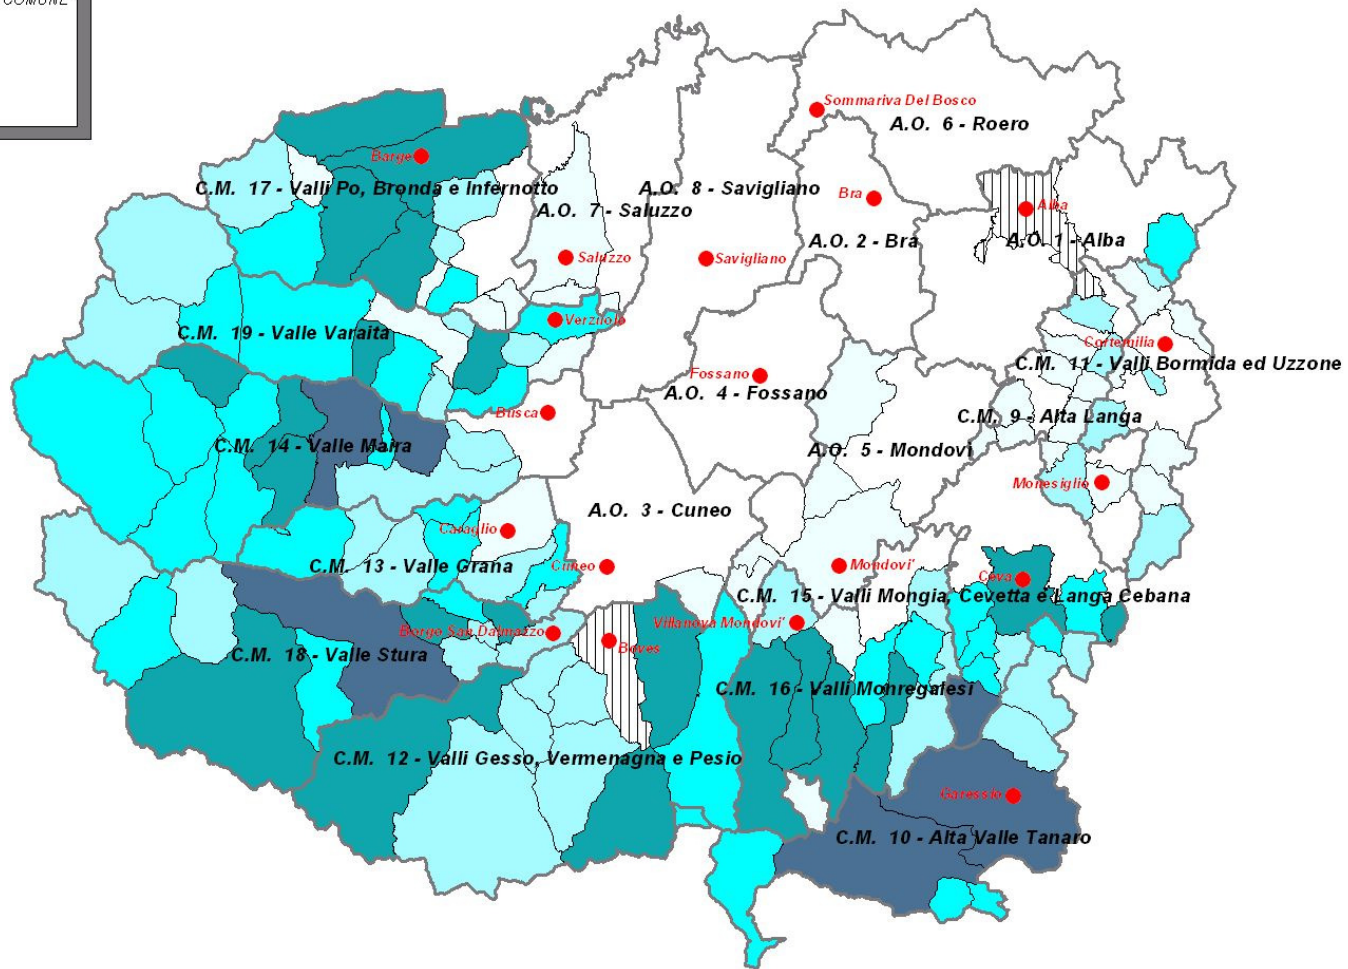 COMUNE
Sommariva Del Bosco
A.O. 6 - Roero
Barge
C.M. 17 - Valli Po, Bronda e Infernotto
A.O. 8 - Savigliano
Bra
Alba
A.O. 7 - Saluzzo
A.O. 2 - Bra
A.O. 1 - Alba
Saluzzo
Savigliano
Verzuolo
C.M. 19 - Valle Varaita
Cortemilia
C.M. 11 - Valli Bormida ed Uzzone
Fossano
A.O. 4 - Fossano
Busca
C.M. 9 - Alta Langa
C.M. 14 - Valle Maira
A.O. 5 - Mondovì
Monesiglio
A.O. 3 - Cuneo
Caraglio
C.M. 13 - Valle Grana
Cuneo
Mondovi'
Ceva
C.M. 15 - Valli Mongia, Cevetta e Langa Cebana
Villanova Mondovi'
Borgo San Dalmazzo
Boves
C.M. 18 - Valle Stura
C.M. 16 - Valli Monregalesi
C.M. 12 - Valli Gesso, Vermenagna e Pesio
Garessio
C.M. 10 - Alta Valle Tanaro